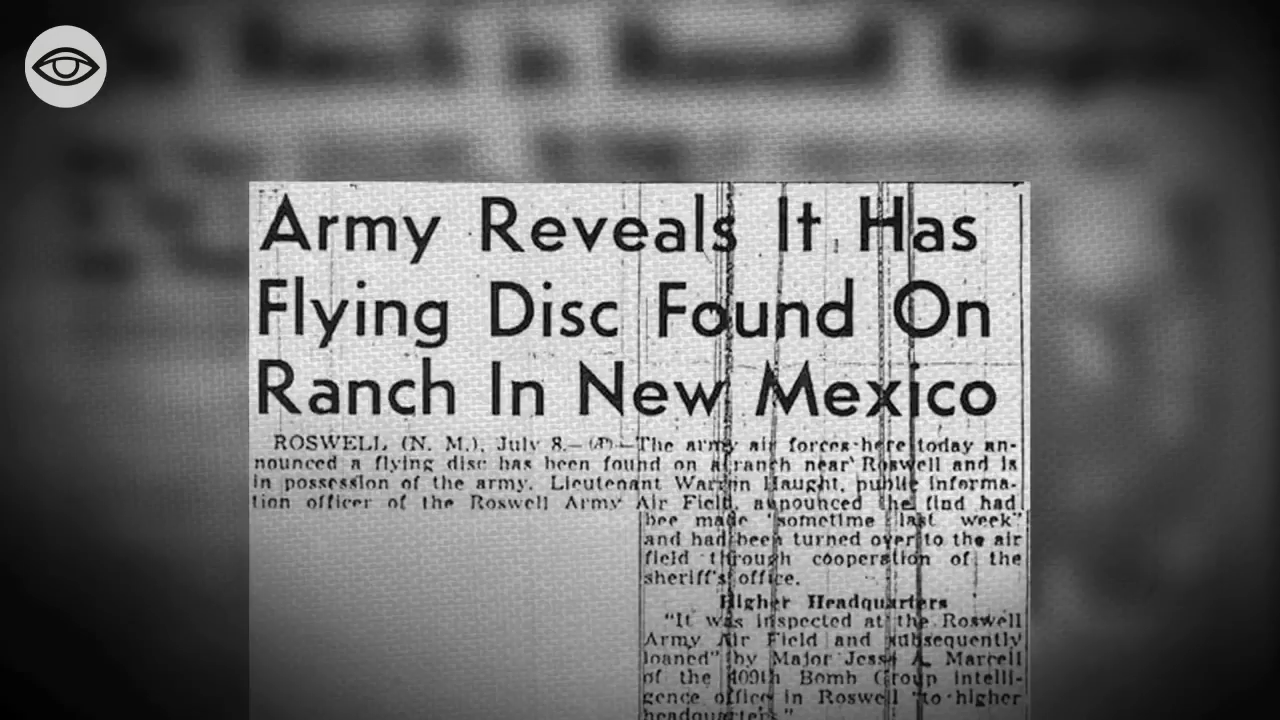 Army Reveals It Has
Flying Disc Found On
Ranch In New Mexico
ROSWELL (N. M.), July 8.—(AP)—The army air forces here today an-
nounced a flying disc has been found on a ranch near Roswell and is
in possession of the army. Lieutenant Warren Haught, public informa-
tion officer of the Roswell Army Air Field, announced the find had
bee made "sometime last week"
and had been turned over to the air
field through cooperation of the
sheriff's office.
Higher Headquarters
"It was inspected at the Roswell
Army Air Field and subsequently
loaned" by Major Jesse A. Marcell
of the 409th Bomb Group intelli-
gence office in Roswell "to higher
headquarters"